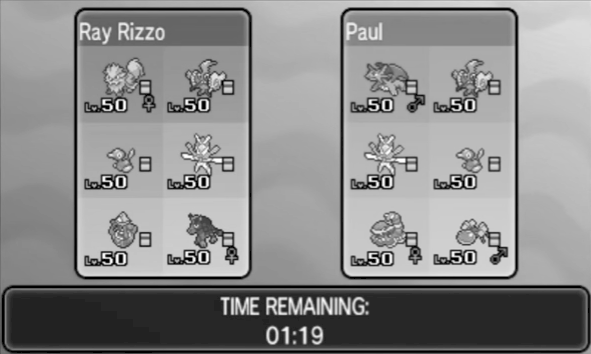 Ray Rizzo
Paul
Lv.50 ♀ Lv.50
Lv.50 ♂ Lv.50
Lv.50 Lv.50
Lv.50 Lv.50
Lv.50 Lv.50 ♀
Lv.50 ♀ Lv.50 ♂
TIME REMAINING:
01:19